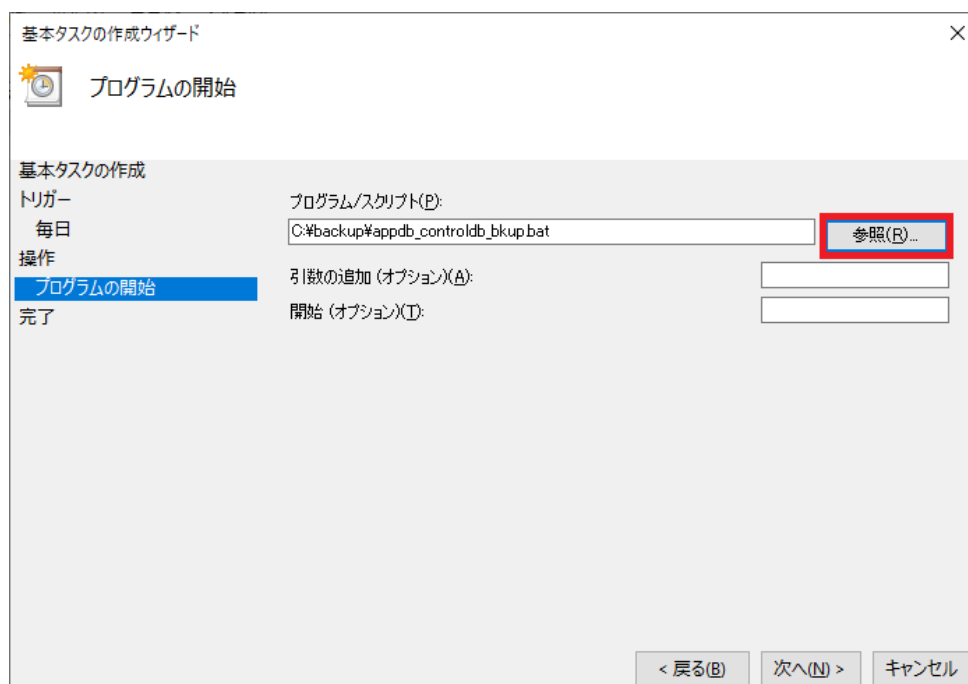 基本タスクの作成ウィザード
プログラムの開始
基本タスクの作成
トリガー
毎日
操作
プログラムの開始
完了
プログラム/スクリプト(P):
C:¥backup¥appdb_controldb_bkup.bat
参照(R)...
引数の追加 (オプション)(A):
開始 (オプション)(T):
< 戻る(B)
次へ(N) >
キャンセル